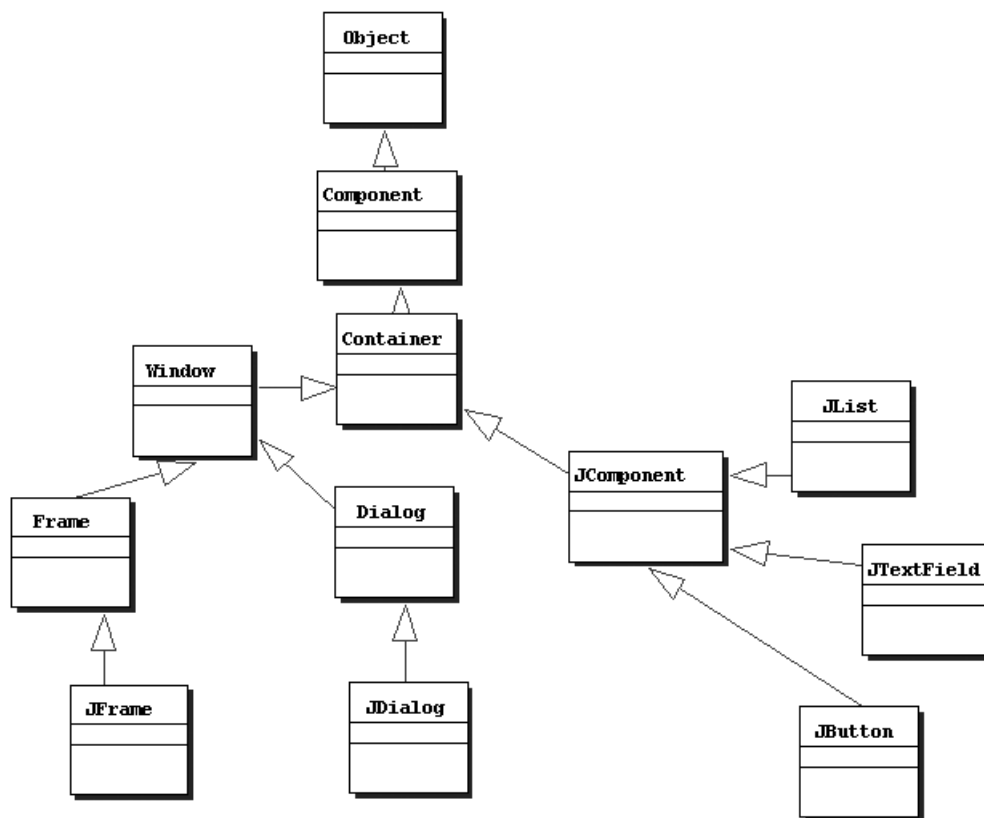 Object
Component
Container
Window
JList
JComponent
Frame
Dialog
JTextField
JFrame
JDialog
JButton